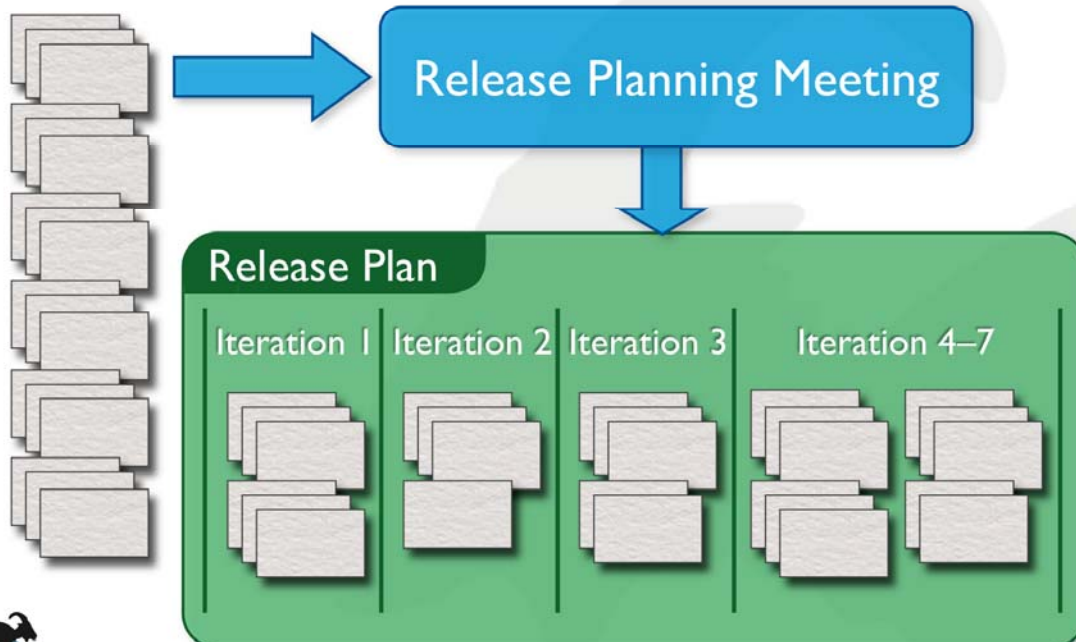 Release Planning Meeting
Release Plan
Iteration 1
Iteration 2
Iteration 3
Iteration 4–7